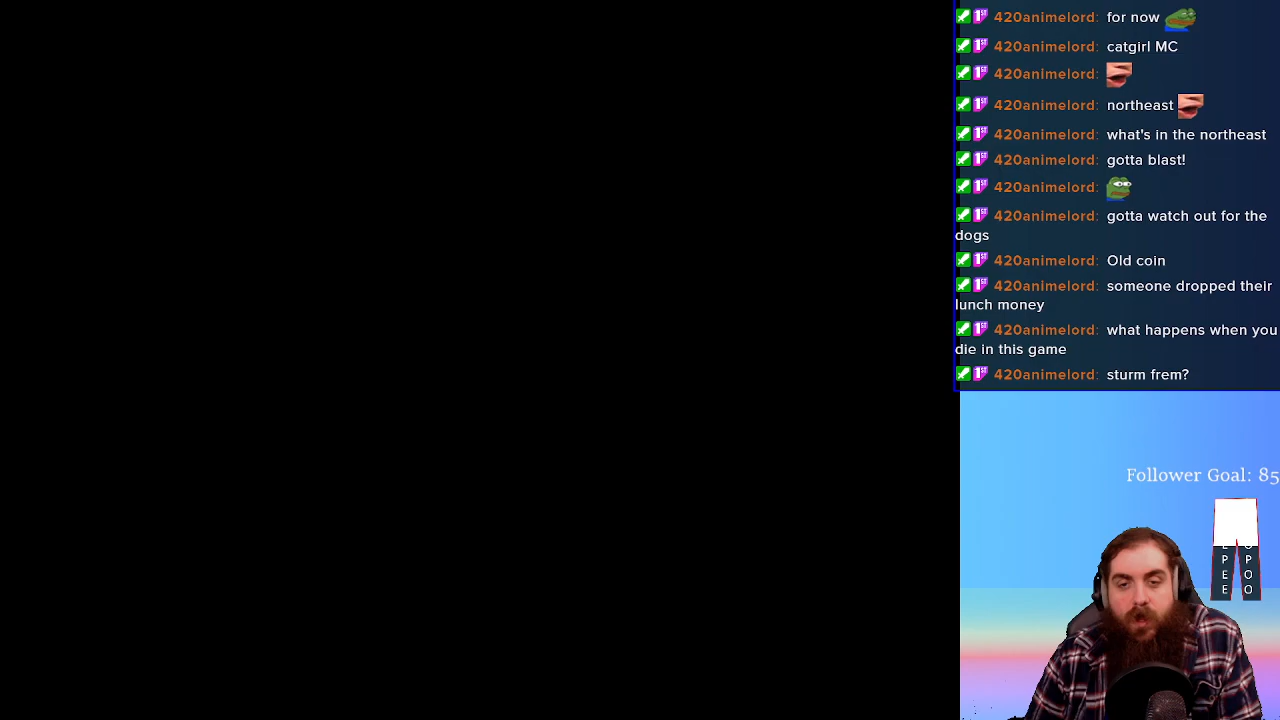 420animelord: for now
420animelord: catgirl MC
420animelord:
420animelord: northeast
420animelord: what's in the northeast
420animelord: gotta blast!
420animelord:
420animelord: gotta watch out for the
dogs
420animelord: Old coin
420animelord: someone dropped their
lunch money
420animelord: what happens when you
die in this game
420animelord: sturm frem?
Follower Goal: 85
P P
E O
E O